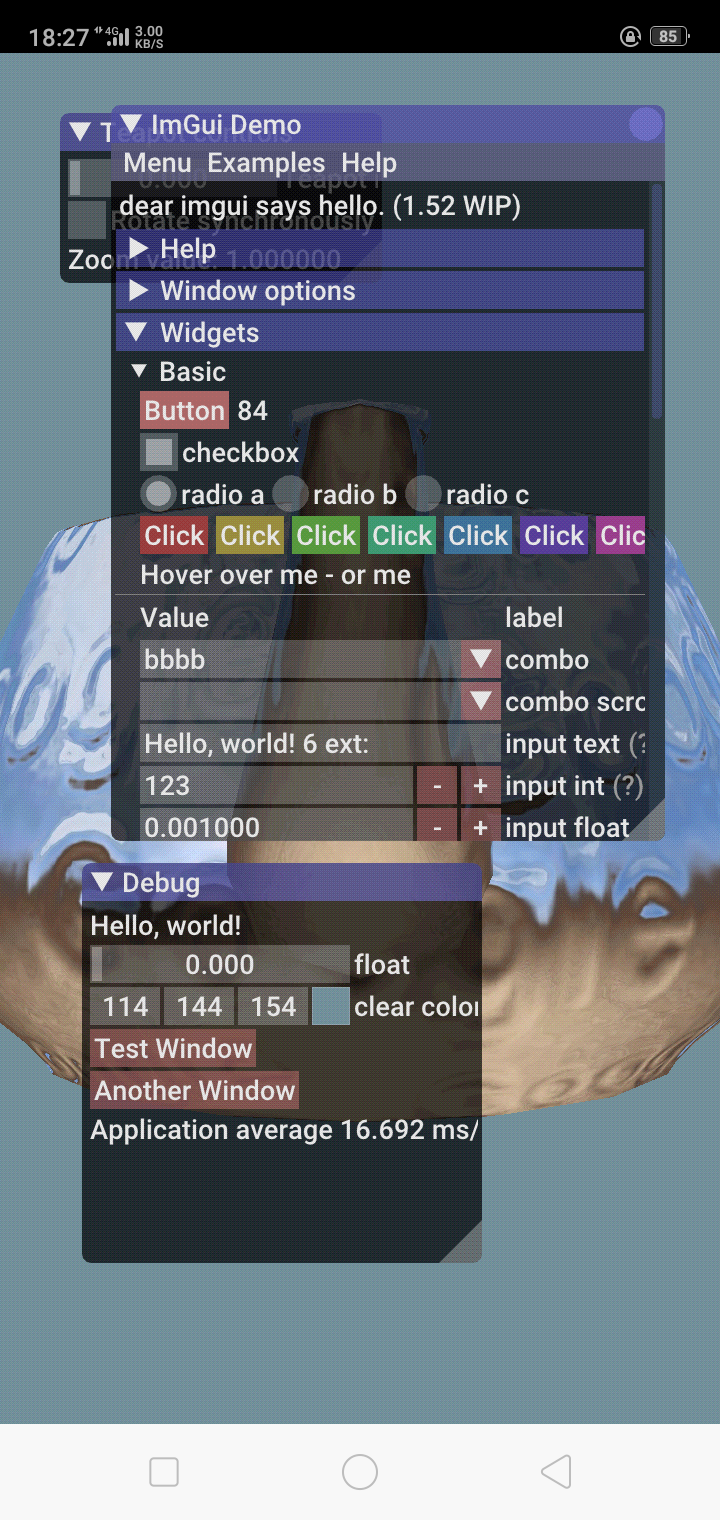 18:27 4G 3.00 KB/S 85
Teapot controls
ImGui Demo
Menu Examples Help
0.000 Teapot
dear imgui says hello. (1.52 WIP)
Rotate synchronously
Help
Zoom value: 1.000000
Window options
Widgets
Basic
Button 84
checkbox
radio a radio b radio c
Click Click Click Click Click Click Clic
Hover over me - or me
Value label
bbbb combo
combo scro
Hello, world! 6 ext: input text (?
123 - + input int (?)
0.001000 - + input float
Debug
Hello, world!
0.000 float
114 144 154 clear color
Test Window
Another Window
Application average 16.692 ms/